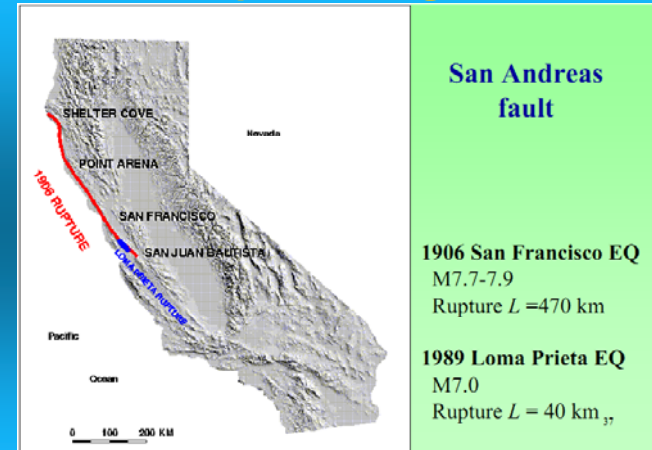 SHELTER COVE
Nevada
POINT ARENA
1906 RUPTURE
SAN FRANCISCO
SAN JUAN BAUTISTA
LOMA PRIETA RUPTURE
Pacific
Ocean
0 100 200 KM
San Andreas
fault
1906 San Francisco EQ
M7.7-7.9
Rupture L =470 km
1989 Loma Prieta EQ
M7.0
Rupture L = 40 km
37